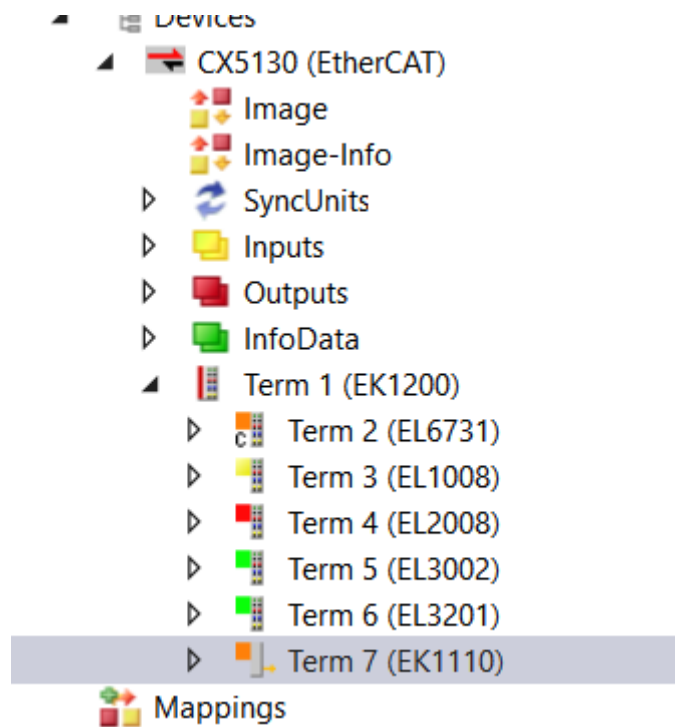 Devices
CX5130 (EtherCAT)
Image
Image-Info
SyncUnits
Inputs
Outputs
InfoData
Term 1 (EK1200)
Term 2 (EL6731)
C
Term 3 (EL1008)
Term 4 (EL2008)
Term 5 (EL3002)
Term 6 (EL3201)
Term 7 (EK1110)
Mappings